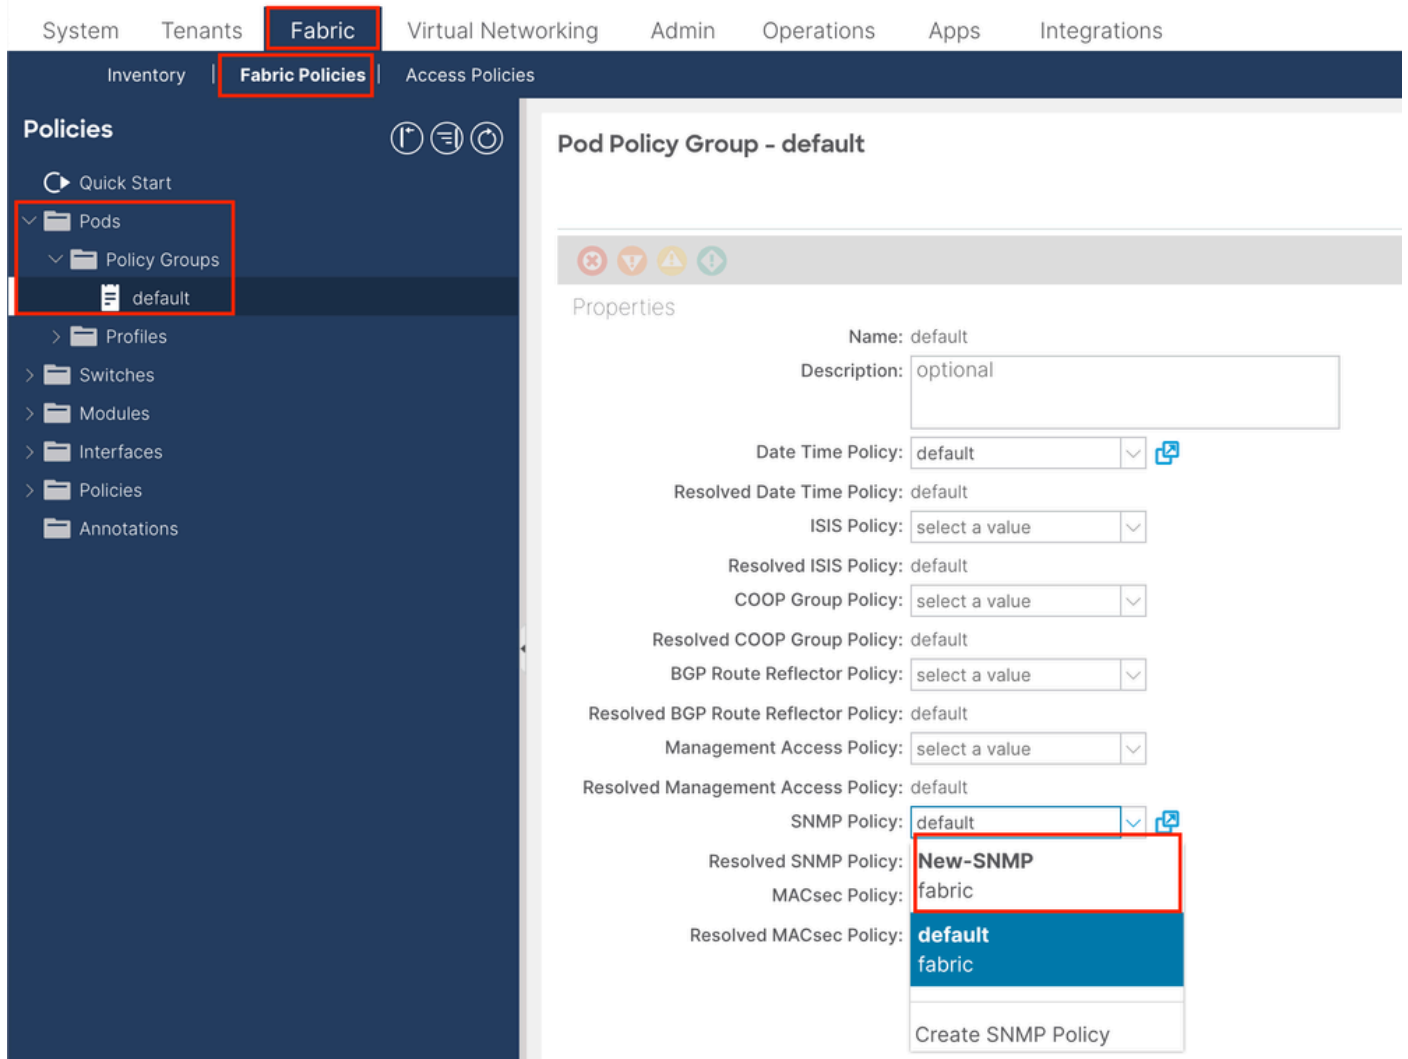 System Tenants Fabric Virtual Networking Admin Operations Apps Integrations
Inventory | Fabric Policies | Access Policies
Policies
Quick Start
Pods
Policy Groups
default
Profiles
Switches
Modules
Interfaces
Policies
Annotations
Pod Policy Group - default
Properties
Name: default
Description: optional
Date Time Policy: default
Resolved Date Time Policy: default
ISIS Policy: select a value
Resolved ISIS Policy: default
COOP Group Policy: select a value
Resolved COOP Group Policy: default
BGP Route Reflector Policy: select a value
Resolved BGP Route Reflector Policy: default
Management Access Policy: select a value
Resolved Management Access Policy: default
SNMP Policy: default
Resolved SNMP Policy:
MACsec Policy:
Resolved MACsec Policy:
New-SNMP
fabric
default
fabric
Create SNMP Policy